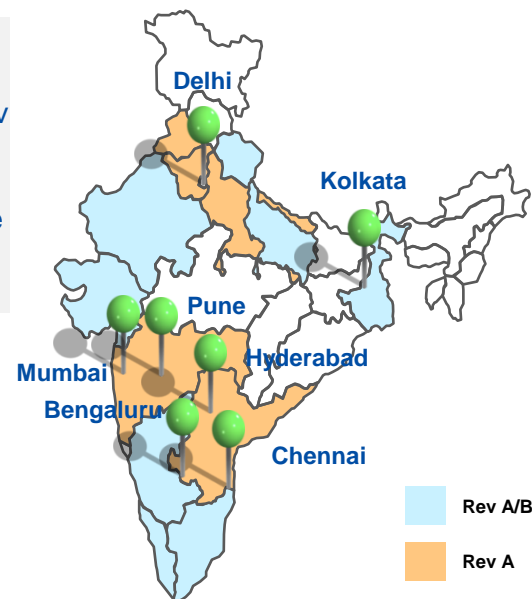 Delhi
v
Kolkata
e
Pune
Mumbai
Hyderabad
Bengaluru
Chennai
Rev A/B
Rev A